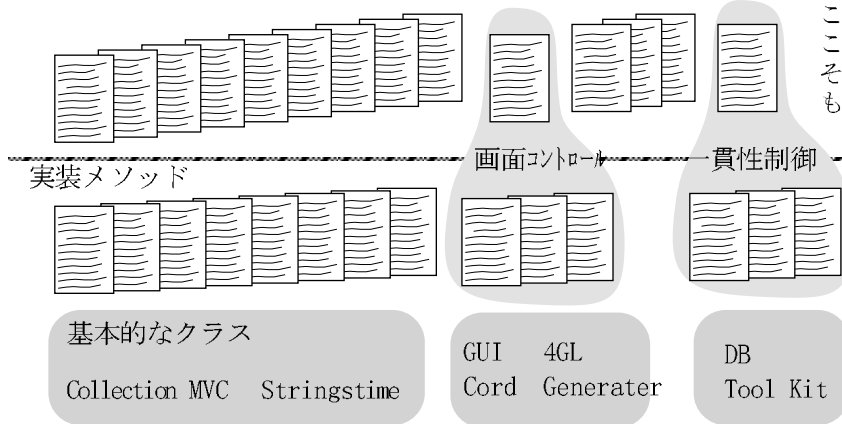 ここそも
画面コントロール
一貫性制御
実装メソッド
基本的なクラス
Collection MVC Stringstime
GUI 4GL
Cord Generater
DB
Tool Kit